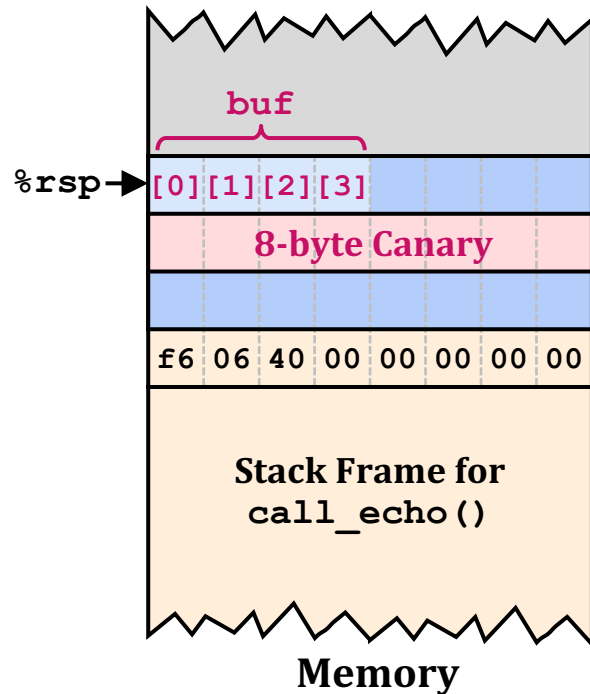 buf
%rsp
[0] [1] [2] [3]
8-byte Canary
f6 06 40 00 00 00 00 00
Stack Frame for
call_echo()
Memory